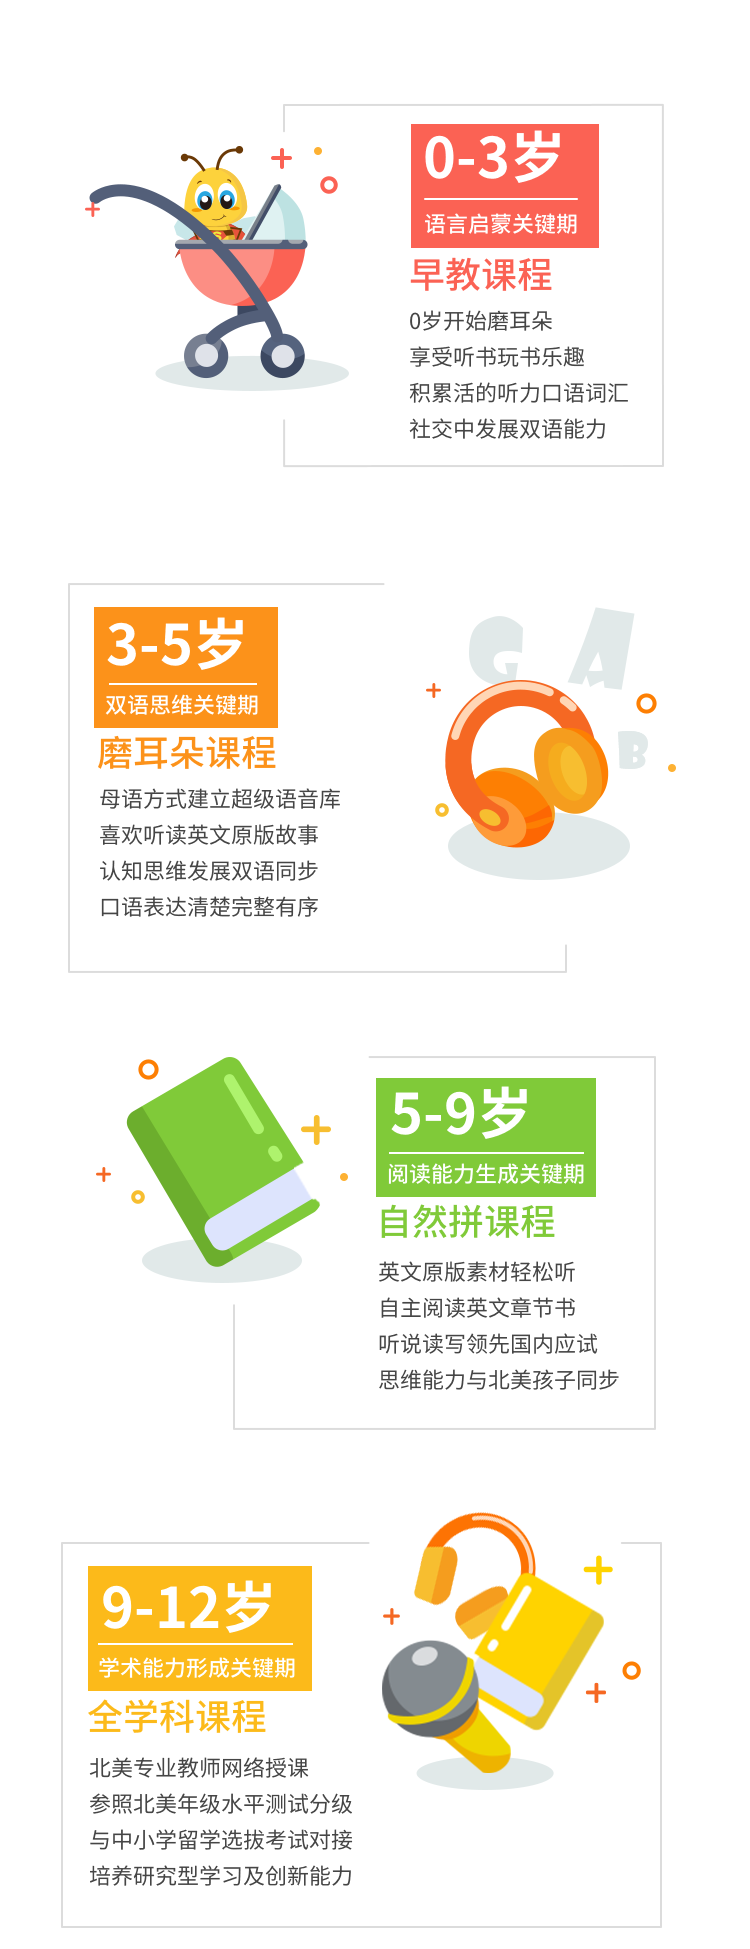 0-3岁
语言启蒙关键期
早教课程
0岁开始磨耳朵
享受听书玩书乐趣
积累活的听力口语词汇
社交中发展双语能力
G A
B
3-5岁
双语思维关键期
磨耳朵课程
母语方式建立超级语音库
喜欢听读英文原版故事
认知思维发展双语同步
口语表达清楚完整有序
5-9岁
阅读能力生成关键期
自然拼课程
英文原版素材轻松听
自主阅读英文章节书
听说读写领先国内应试
思维能力与北美孩子同步
9-12岁
学术能力形成关键期
全学科课程
北美专业教师网络授课
参照北美年级水平测试分级
与中小学留学选拔考试对接
培养研究型学习及创新能力